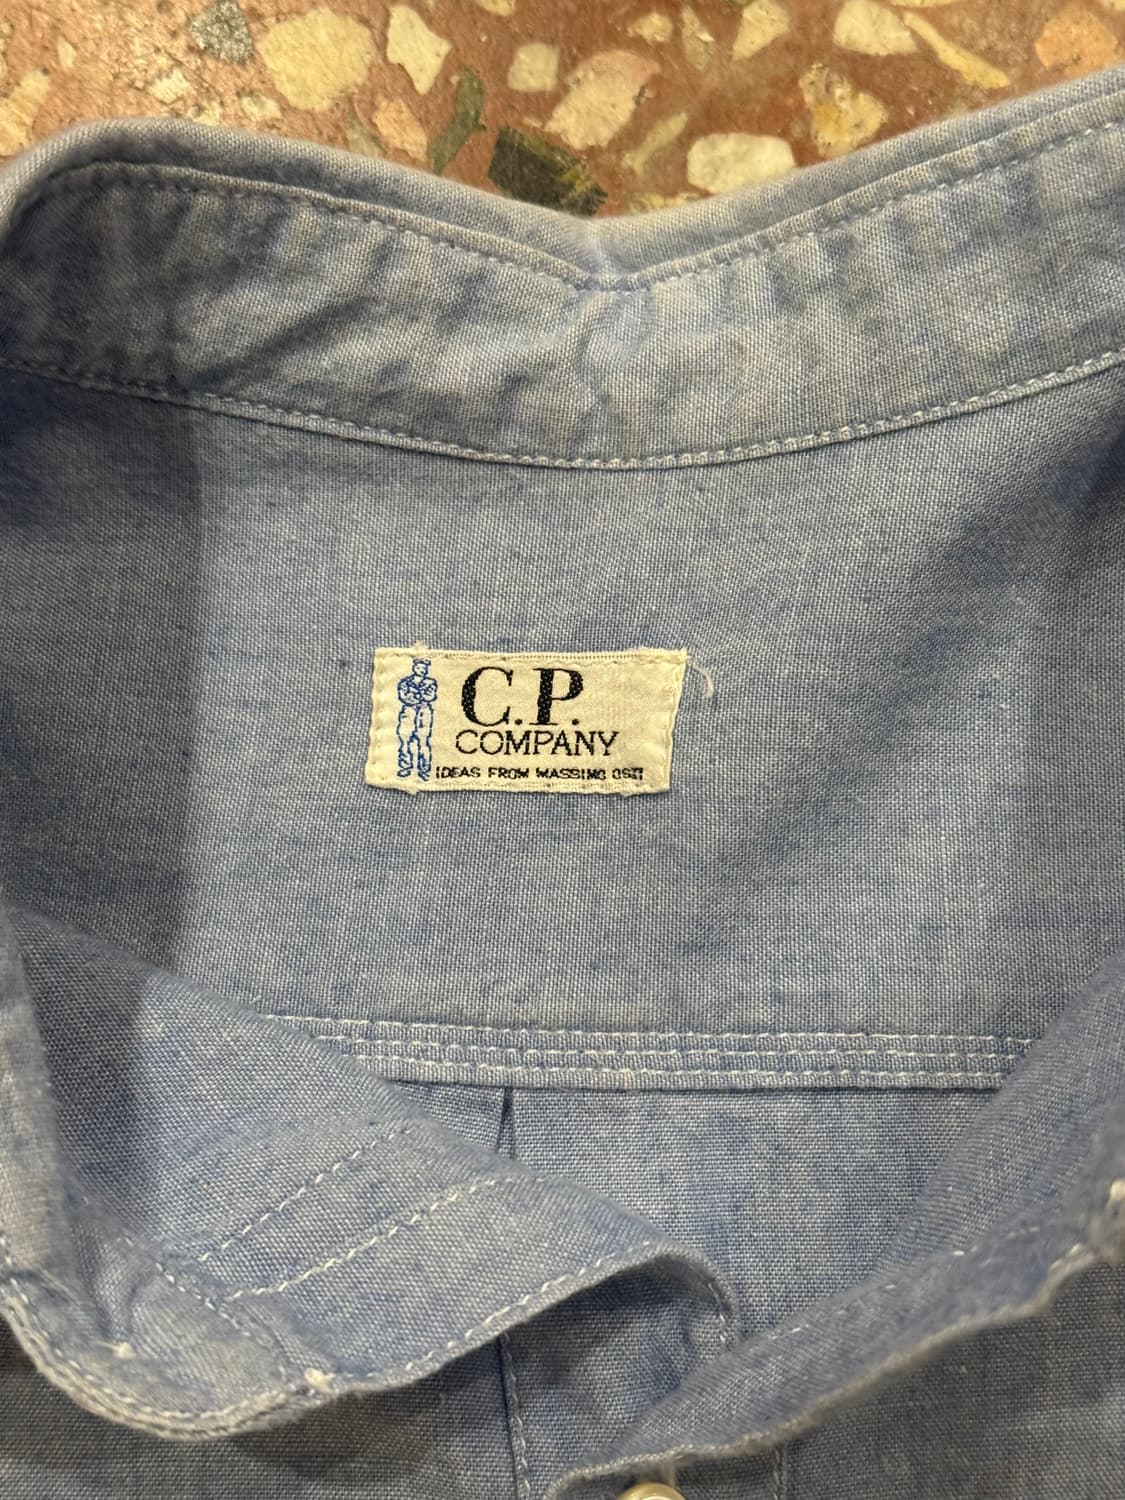 C.P.
COMPANY
IDEAS FROM MASSIMO OSTI